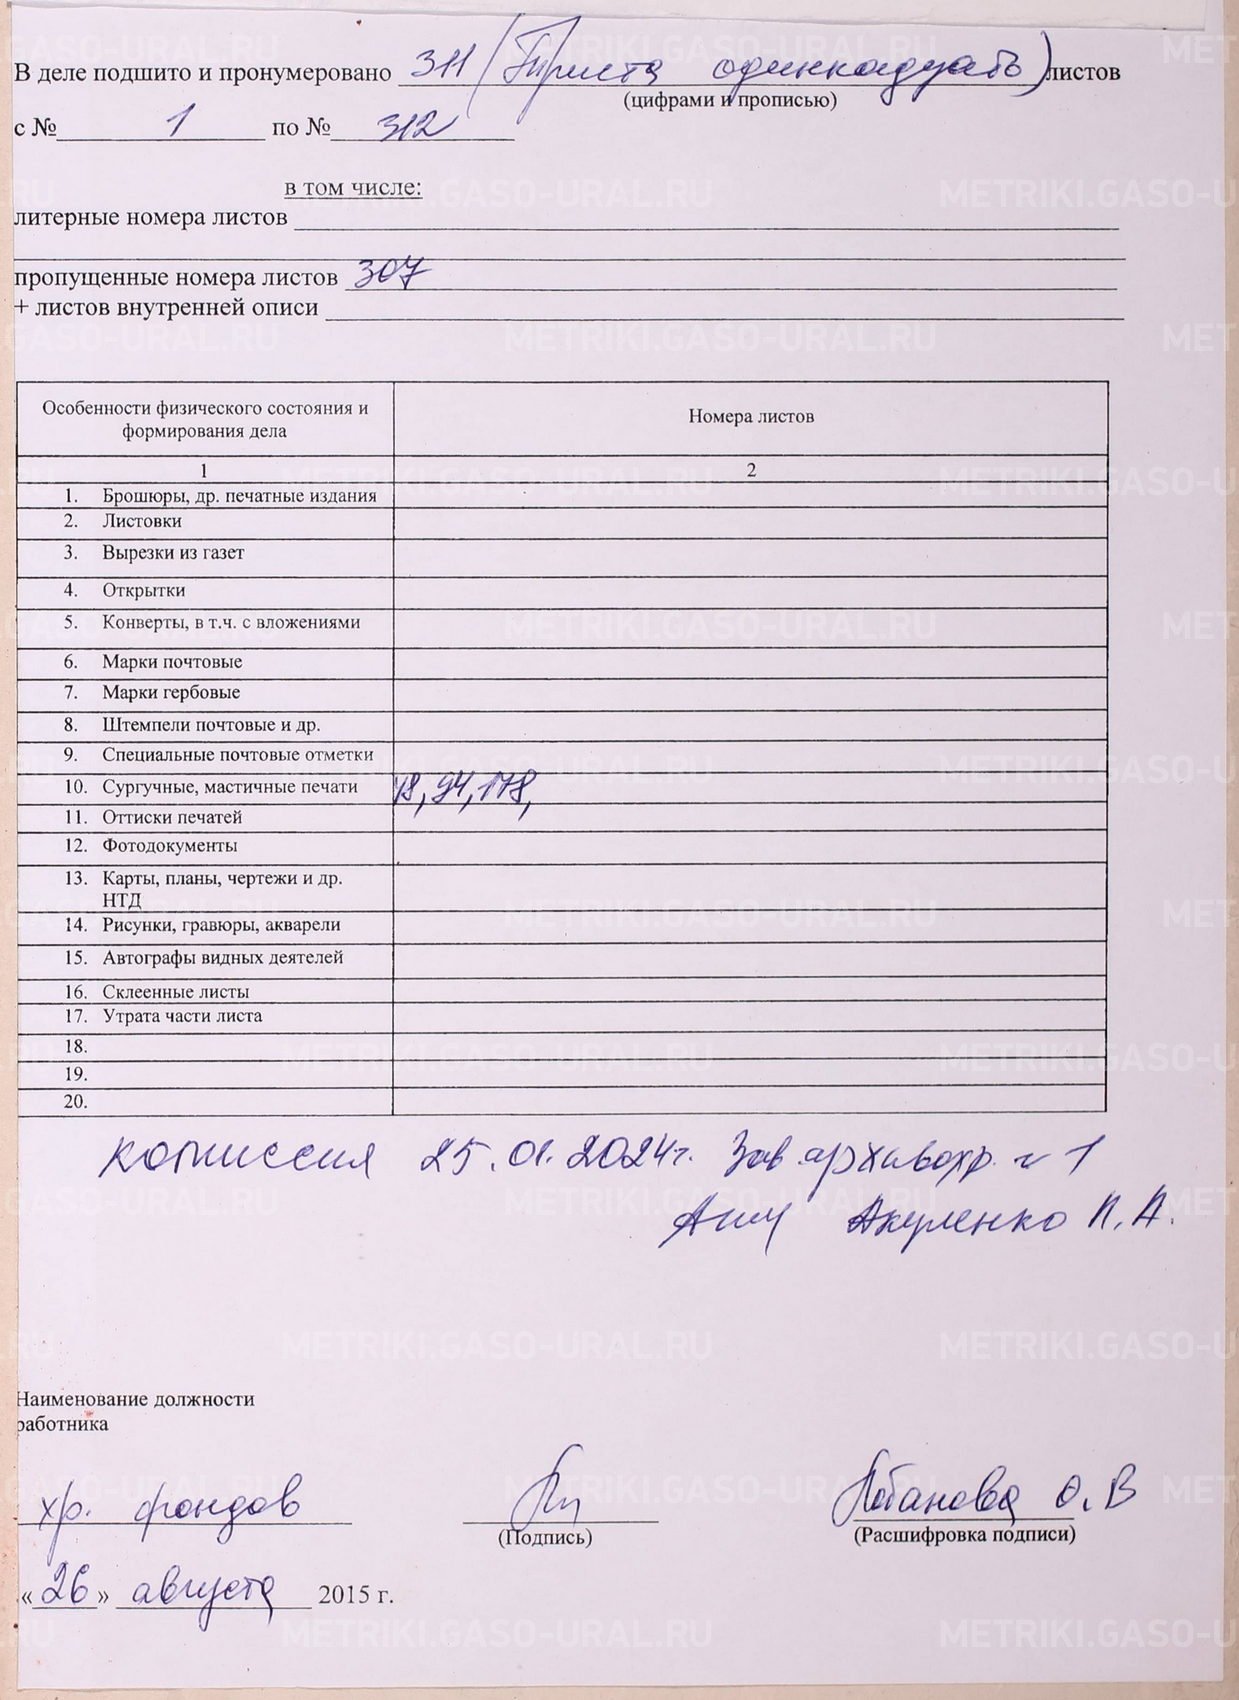 В деле подшито и пронумеровано 311 (Триста одиннадцать) листов
(цифрами и прописью)
с № 1 по № 312
в том числе:
литерные номера листов
пропущенные номера листов 307
+ листов внутренней описи
Особенности физического состояния и формирования дела Номера листов
1 2
1. Брошюры, др. печатные издания
2. Листовки
3. Вырезки из газет
4. Открытки
5. Конверты, в т.ч. с вложениями
6. Марки почтовые
7. Марки гербовые
8. Штемпели почтовые и др.
9. Специальные почтовые отметки
10. Сургучные, мастичные печати 48, 94, 178,
11. Оттиски печатей
12. Фотодокументы
13. Карты, планы, чертежи и др.
НТД
14. Рисунки, гравюры, акварели
15. Автографы видных деятелей
16. Склеенные листы
17. Утрата части листа
18.
19.
20.
комиссия 25.01.2024г. Зав. архивохр. № 1
Акуленко Л. А.
Наименование должности
работника
хр. фондов Лобанова О. В
(Подпись) (Расшифровка подписи)
«26» августа 2015 г.
METRIKI.GASO-URAL.RU